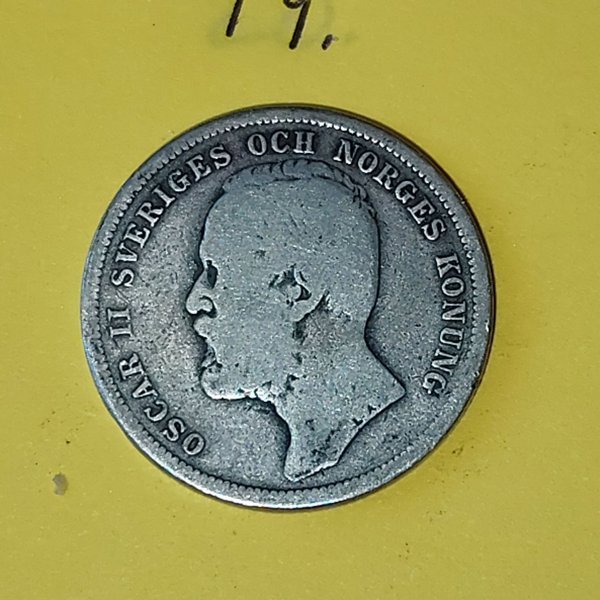 19.
OSCAR II SVERIGES OCH NORGES KONUNG
L.A.